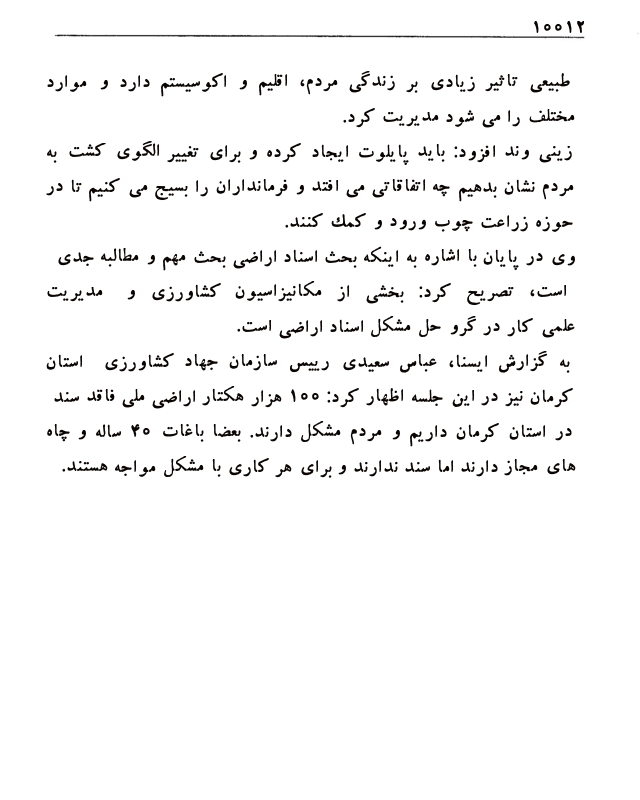 ۱۰۰۱۲
طبیعی تاثیر زیادی بر زندگی مردم، اقلیم و اکوسیستم دارد و موارد
مختلف را می شود مدیریت کرد.
زینی وند افزود: باید پایلوت ایجاد کرده و برای تغییر الگوی کشت به
مردم نشان بدهیم چه اتفاقاتی می افتد و فرمانداران را بسیج می کنیم تا در
حوزه زراعت چوب ورود و کمك کنند.
وی در پایان با اشاره به اینکه بحث اسناد اراضی بحث مهم و مطالبه جدی
است، تصریح کرد: بخشی از مکانیزاسیون کشاورزی و مدیریت
علمی کار در گرو حل مشکل اسناد اراضی است.
به گزارش ایسنا، عباس سعیدی رییس سازمان جهاد کشاورزی استان
کرمان نیز در این جلسه اظهار کرد: ۱۰۰ هزار هکتار اراضی ملی فاقد سند
در استان کرمان داریم و مردم مشکل دارند. بعضا باغات ۴۰ ساله و چاه
های مجاز دارند اما سند ندارند و برای هر کاری با مشکل مواجه هستند.